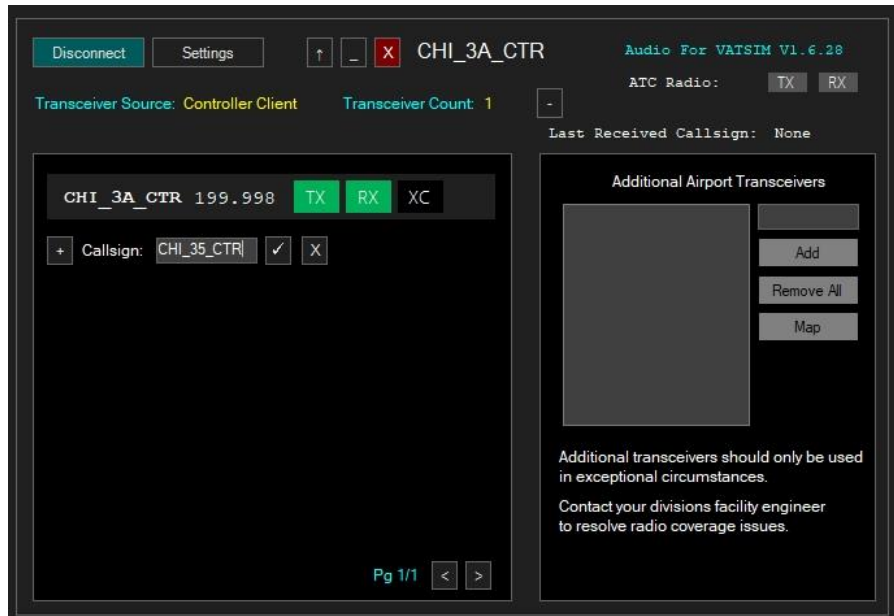 Disconnect Settings ↑ _ X CHI_3A_CTR
Audio For VATSIM V1.6.28
ATC Radio: TX RX
Transceiver Source: Controller Client Transceiver Count: 1 -
Last Received Callsign: None
CHI_3A_CTR 199.998 TX RX XC
+ Callsign: CHI_35_CTR ✓ X
Pg 1/1 < >
Additional Airport Transceivers
Add
Remove All
Map
Additional transceivers should only be used
in exceptional circumstances.
Contact your divisions facility engineer
to resolve radio coverage issues.